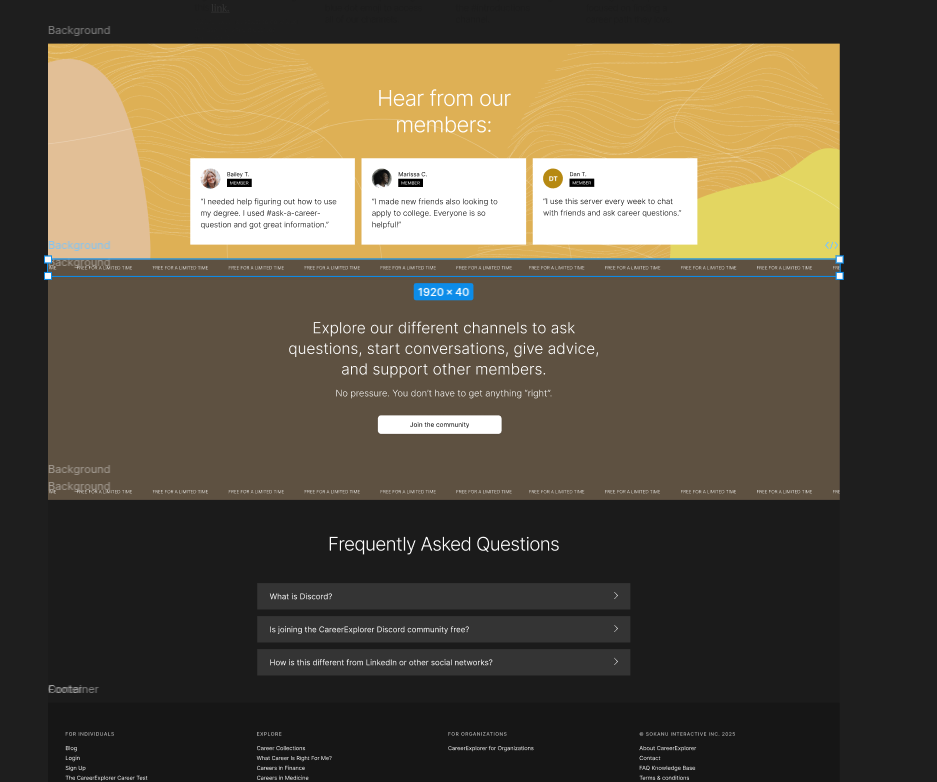 link.
Background
Hear from our
members:
Bailey T.
MEMBER
"I needed help figuring out how to use
my degree. I used #ask-a-career-
question and got great information."
Marissa C.
MEMBER
"I made new friends also looking to
apply to college. Everyone is so
helpful!"
DT
Dan T.
MEMBER
"I use this server every week to chat
with friends and ask career questions."
Background
Background
FREE FOR A LIMITED TIME FREE FOR A LIMITED TIME FREE FOR A LIMITED TIME FREE FOR A LIMITED TIME FREE FOR A LIMITED TIME FREE FOR A LIMITED TIME FREE FOR A LIMITED TIME FREE FOR A LIMITED TIME FREE FOR A LIMITED TIME FREE FOR A LIMITED TIME
1920 × 40
Explore our different channels to ask
questions, start conversations, give advice,
and support other members.
No pressure. You don't have to get anything "right".
Join the community
Background
Background
FREE FOR A LIMITED TIME FREE FOR A LIMITED TIME FREE FOR A LIMITED TIME FREE FOR A LIMITED TIME FREE FOR A LIMITED TIME FREE FOR A LIMITED TIME FREE FOR A LIMITED TIME FREE FOR A LIMITED TIME FREE FOR A LIMITED TIME FREE FOR A LIMITED TIME
Frequently Asked Questions
What is Discord?
Is joining the CareerExplorer Discord community free?
How is this different from LinkedIn or other social networks?
Container
FOR INDIVIDUALS
Blog
Login
Sign Up
The CareerExplorer Career Test
EXPLORE
Career Collections
What Career Is Right For Me?
Careers in Finance
Careers in Medicine
FOR ORGANIZATIONS
CareerExplorer for Organizations
© SOKANU INTERACTIVE INC. 2025
About CareerExplorer
Contact
FAQ Knowledge Base
Terms & conditions